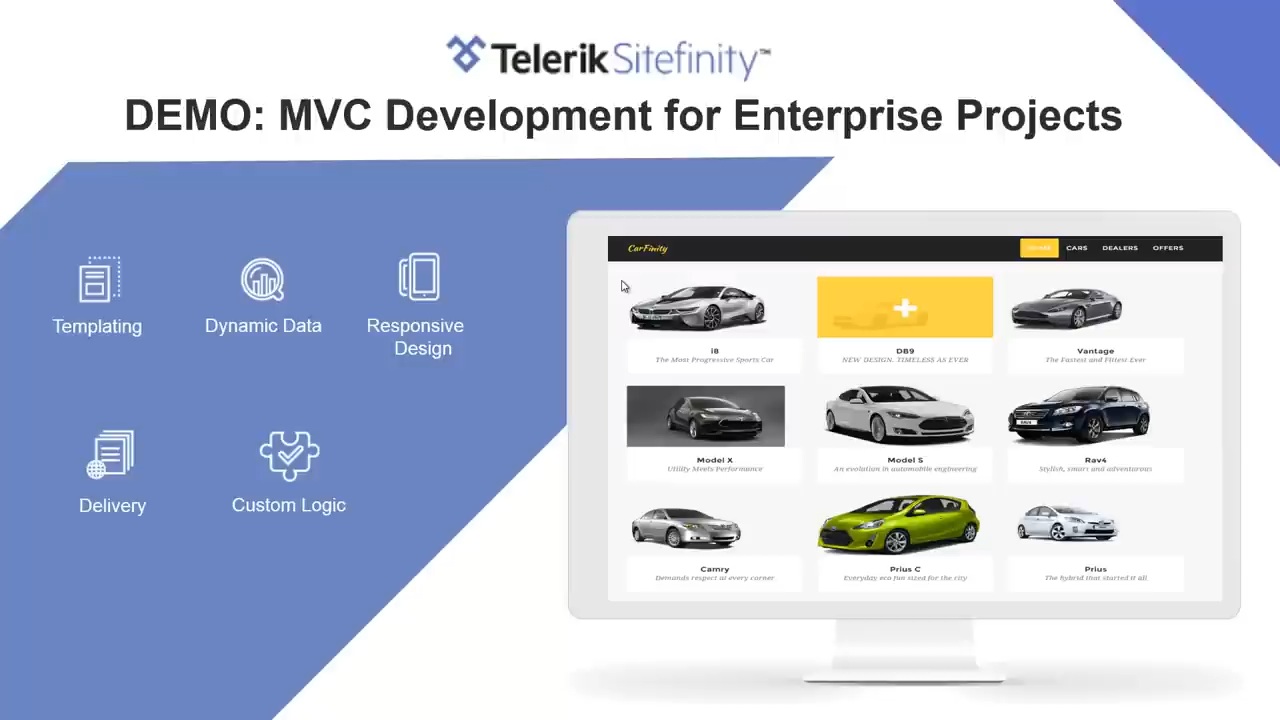 Telerik Sitefinity™
DEMO: MVC Development for Enterprise Projects
Templating
Dynamic Data
Responsive
Design
Delivery
Custom Logic
CarFinity
HOME CARS DEALERS OFFERS
i8
The Most Progressive Sports Car
DB9
NEW DESIGN. TIMELESS AS EVER
Vantage
The Fastest and Flitest Ever
Model X
Utility Meets Performance
Model S
An evolution in automobile engineering
Rav4
Stylish, smart and adventorous
Camry
Demands respect at every corner
Prius C
Everyday eco fun sized for the city
Prius
The hybrid that started it all